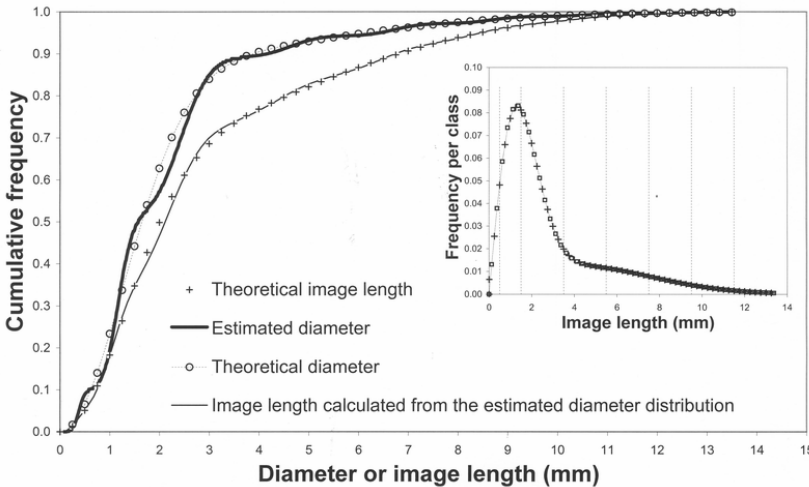 1.0
0.9
0.8
0.7
0.6
0.5
0.4
0.3
0.2
0.1
0.0
Cumulative frequency
0 1 2 3 4 5 6 7 8 9 10 11 12 13 14 15
Diameter or image length (mm)
Theoretical image length
Estimated diameter
Theoretical diameter
Image length calculated from the estimated diameter distribution
0.10
0.09
0.08
0.07
0.06
0.05
0.04
0.03
0.02
0.01
0.00
Frequency per class
0 2 4 6 8 10 12 14
Image length (mm)